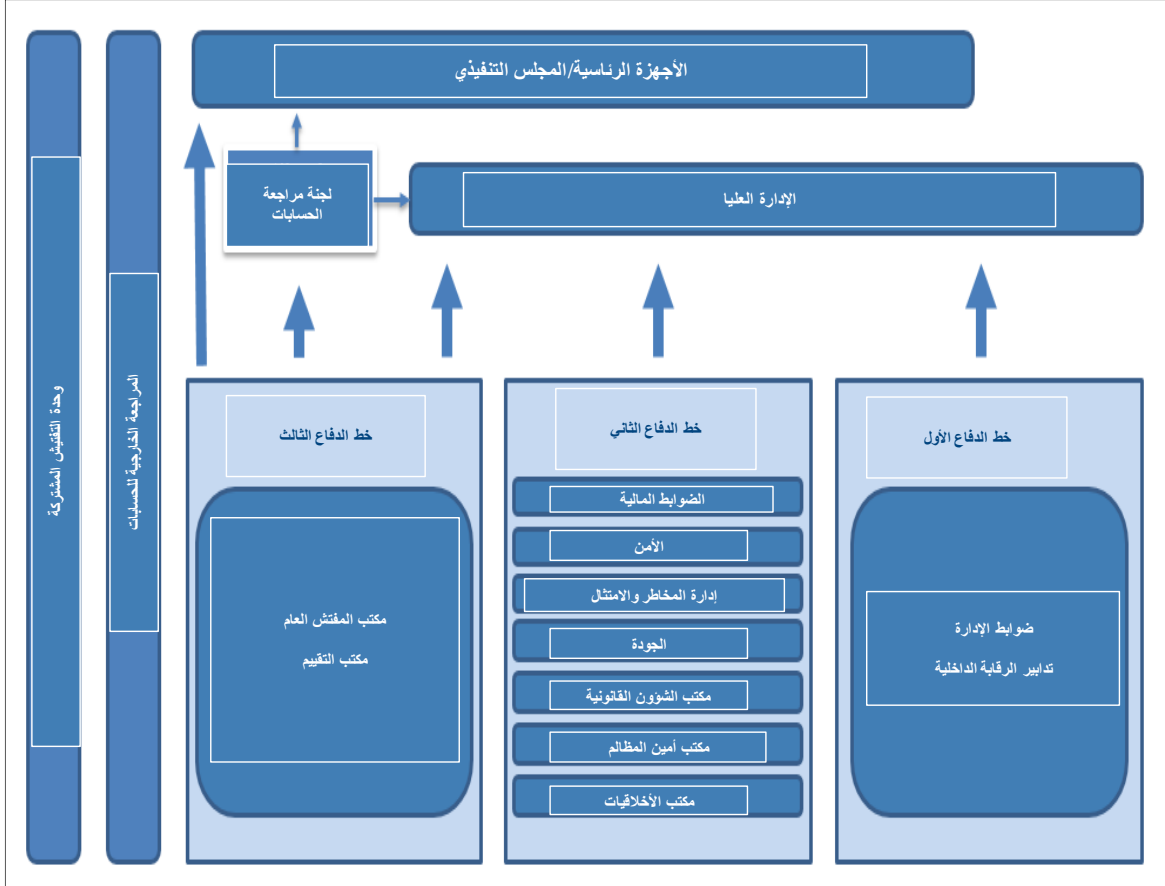 الأجهزة الرئاسية/المجلس التنفيذي
الإدارة العليا
لجنة مراجعة
الحسابات
خط الدفاع الأول
ضوابط الإدارة
تدابير الرقابة الداخلية
خط الدفاع الثاني
الضوابط المالية
الأمن
إدارة المخاطر والامتثال
الجودة
مكتب الشؤون القانونية
مكتب أمين المظالم
مكتب الأخلاقيات
خط الدفاع الثالث
مكتب المفتش العام
مكتب التقييم
المراجعة الخارجية للحسابات
وحدة التفتيش المشتركة